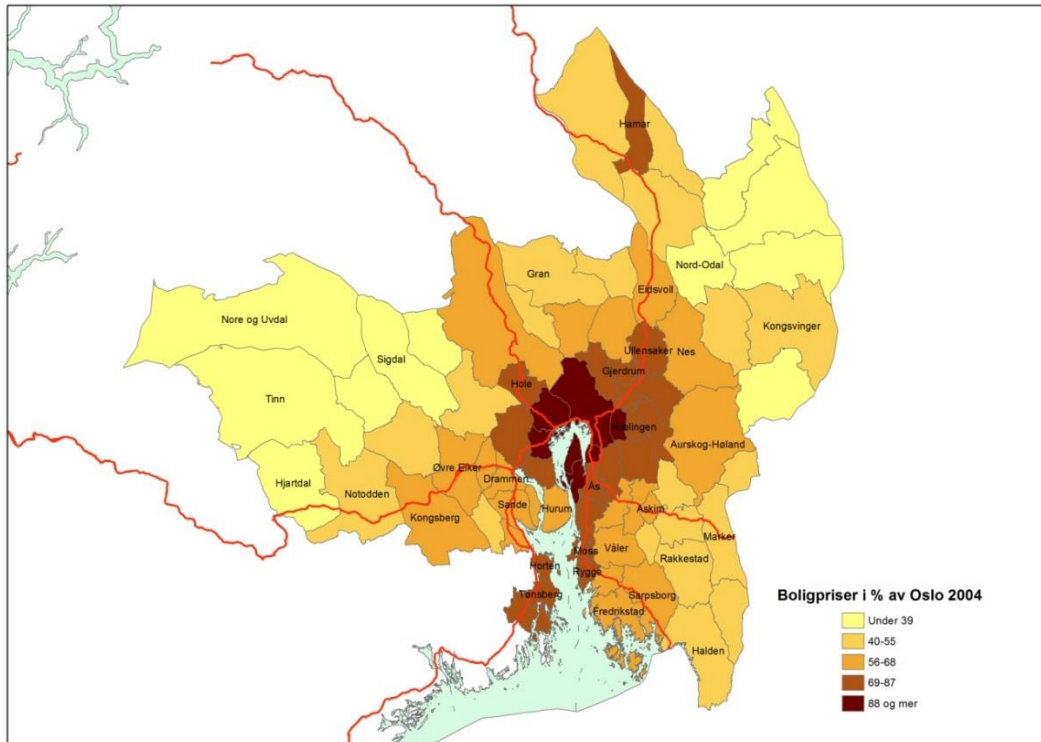 Hamar
Nord-Odal
Gran
Eidsvoll
Nore og Uvdal
Kongsvinger
Ullensaker
Nes
Sigdal
Gjerdrum
Hole
Tinn
Rælingen
Aurskog-Høland
Øvre Eiker
Drammen
Hjartdal
Notodden
Ås
Sande
Hurum
Askim
Kongsberg
Marker
Moss
Våler
Rakkestad
Horten
Rygge
Tønsberg
Sarpsborg
Fredrikstad
Halden
Boligpriser i % av Oslo 2004
Under 39
40-55
56-68
69-87
88 og mer